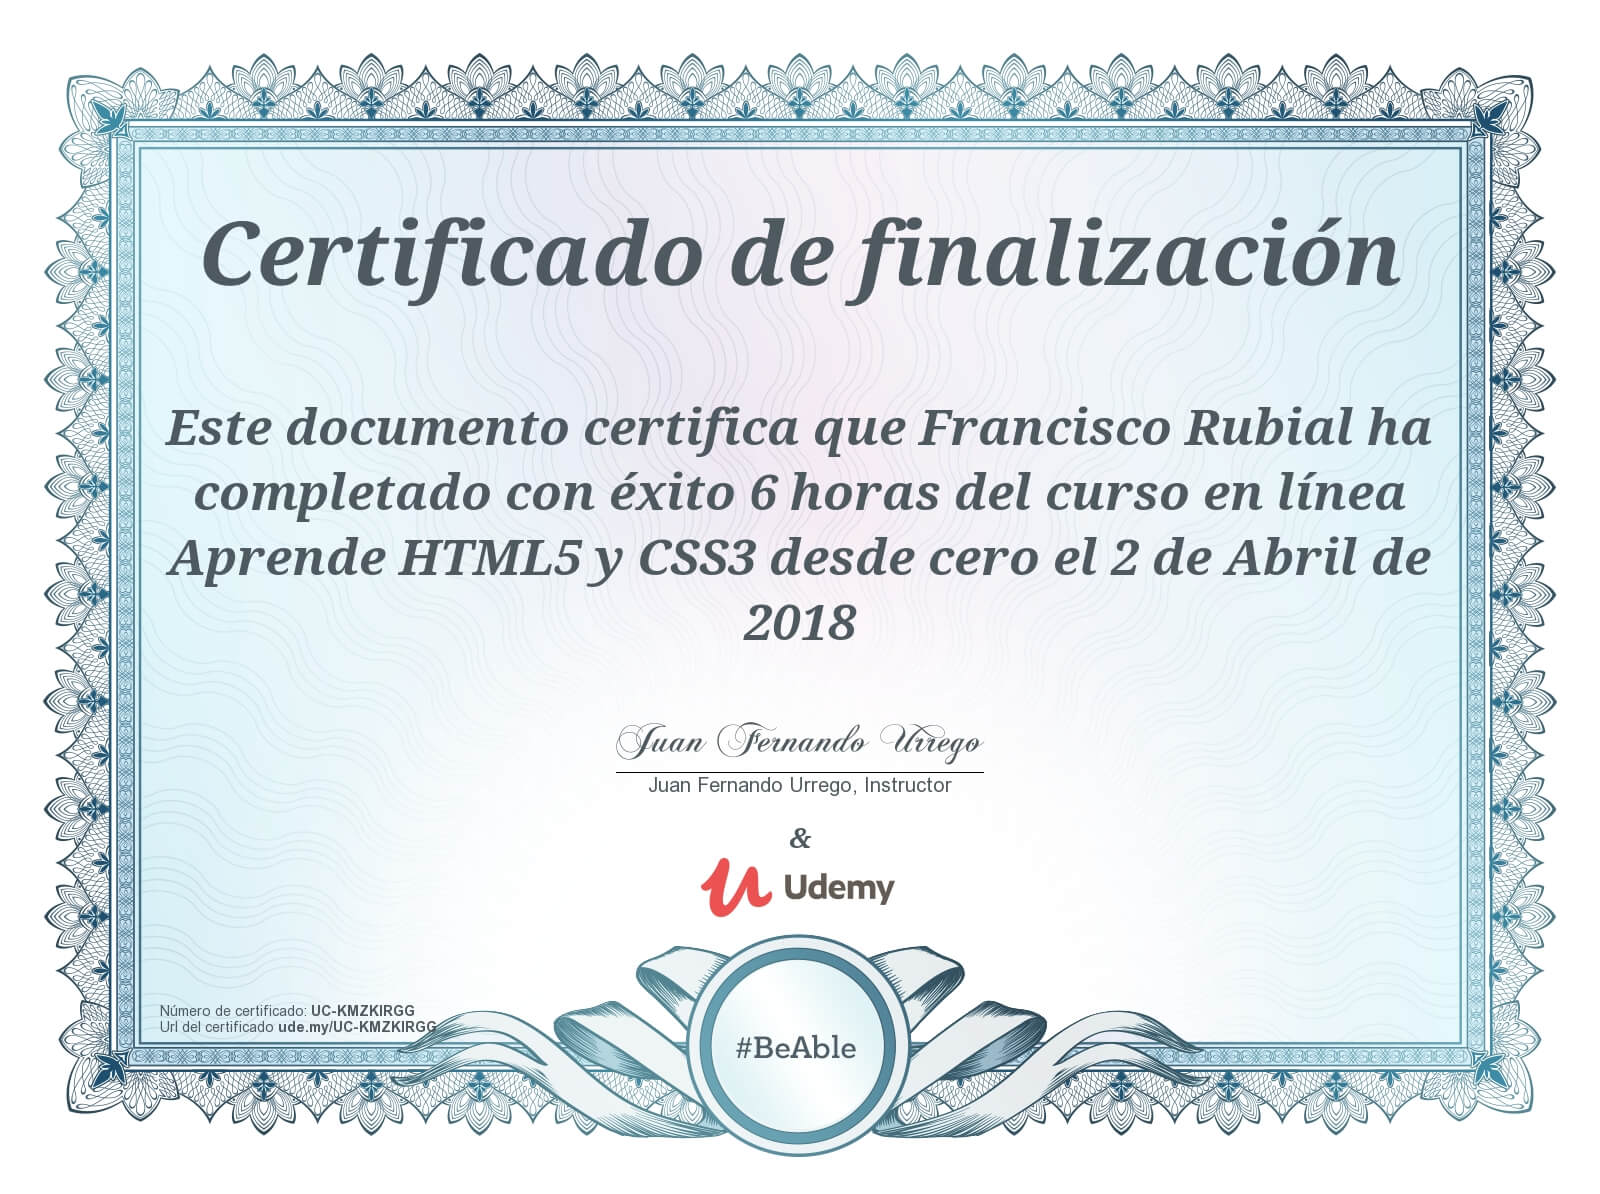 Certificado de finalización
Este documento certifica que Francisco Rubial ha
completado con éxito 6 horas del curso en línea
Aprende HTML5 y CSS3 desde cero el 2 de Abril de
2018
Juan Fernando Urrego
Juan Fernando Urrego, Instructor
&
Udemy
Número de certificado: UC-KMZKIRGG
Url del certificado ude.my/UC-KMZKIRGG
#BeAble